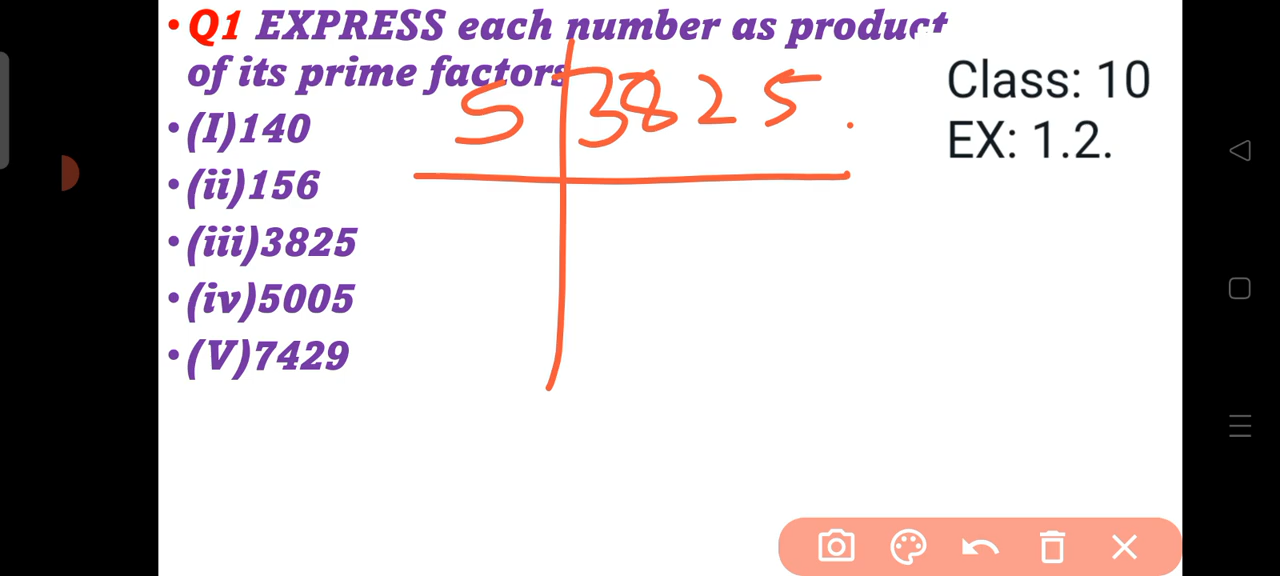 • Q1 EXPRESS each number as product
of its prime factors
• (I)140
• (ii)156
• (iii)3825
• (iv)5005
• (V)7429
5 3825 .
Class: 10
EX: 1.2.